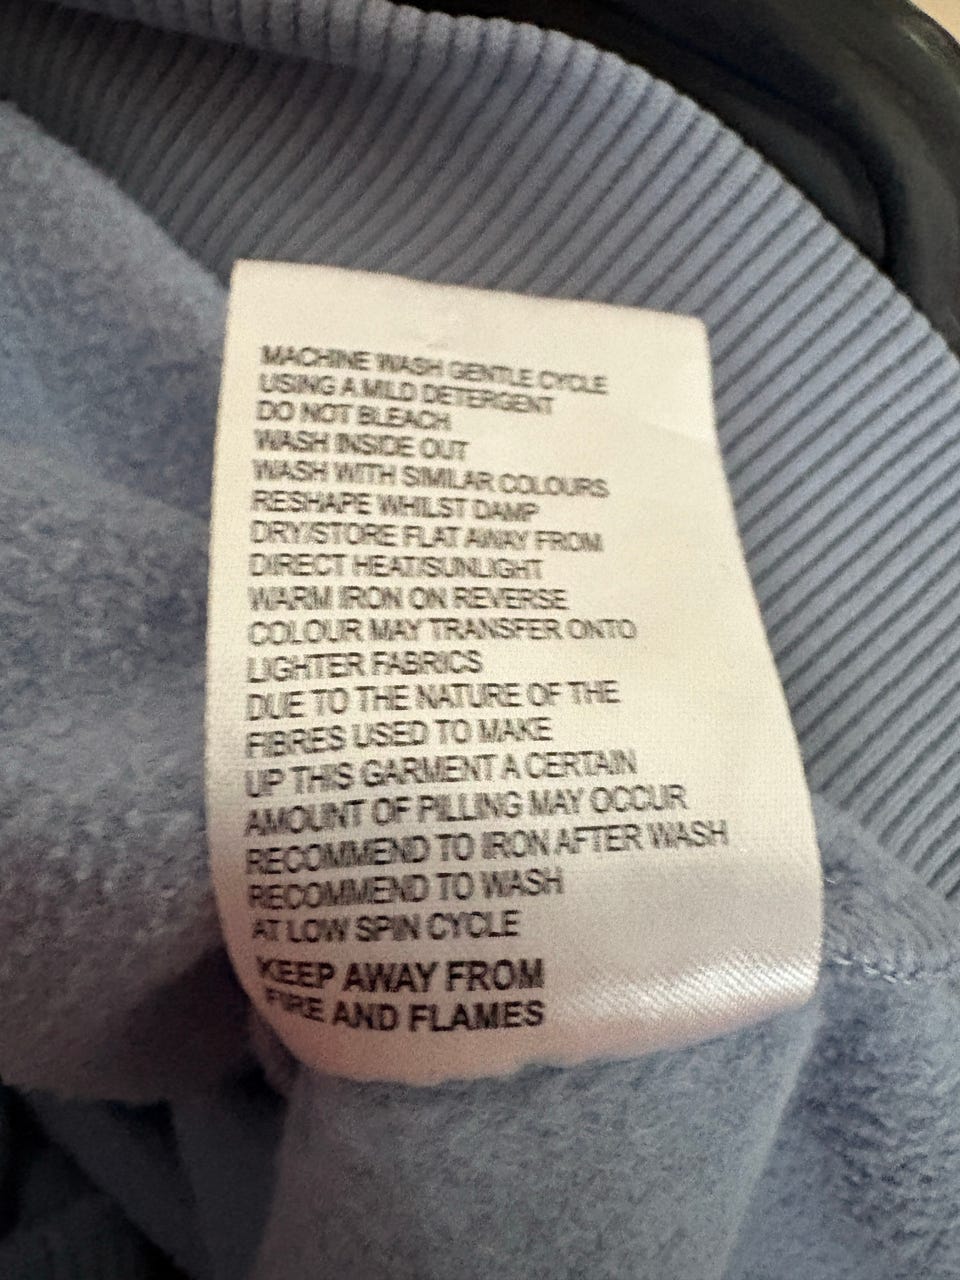 MACHINE WASH GENTLE CYCLE
USING A MILD DETERGENT
DO NOT BLEACH
WASH INSIDE OUT
WASH WITH SIMILAR COLOURS
RESHAPE WHILST DAMP
DRY/STORE FLAT AWAY FROM
DIRECT HEAT/SUNLIGHT
WARM IRON ON REVERSE
COLOUR MAY TRANSFER ONTO
LIGHTER FABRICS
DUE TO THE NATURE OF THE
FIBRES USED TO MAKE
UP THIS GARMENT A CERTAIN
AMOUNT OF PILLING MAY OCCUR
RECOMMEND TO IRON AFTER WASH
RECOMMEND TO WASH
AT LOW SPIN CYCLE
KEEP AWAY FROM
FIRE AND FLAMES